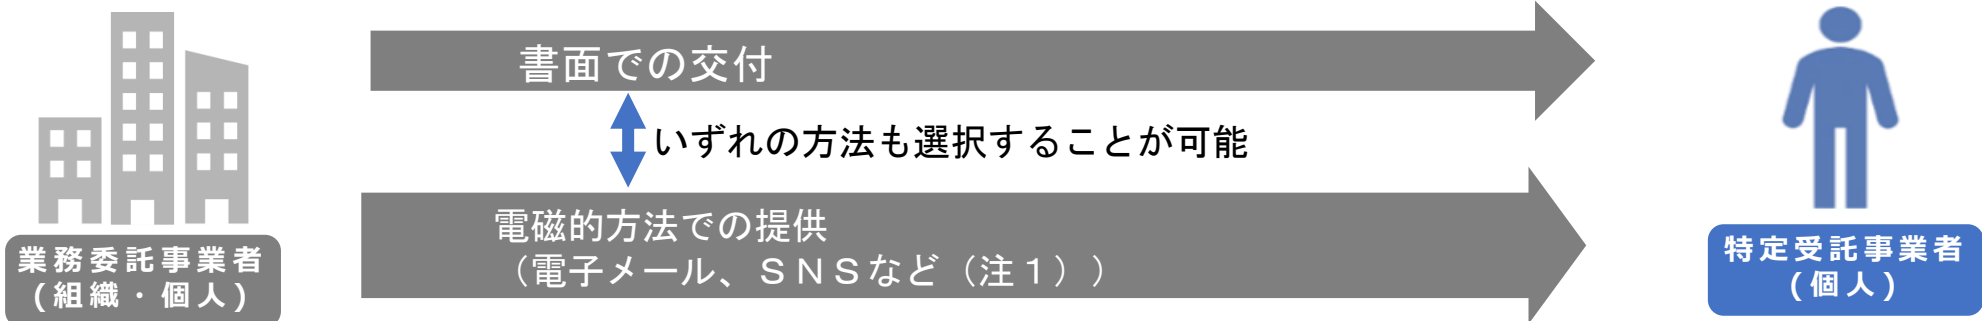 書面での交付
いずれの方法も選択することが可能
電磁的方法での提供
（電子メール、ＳＮＳなど（注１））
業務委託事業者
(組織・個人)
特定受託事業者
(個人)